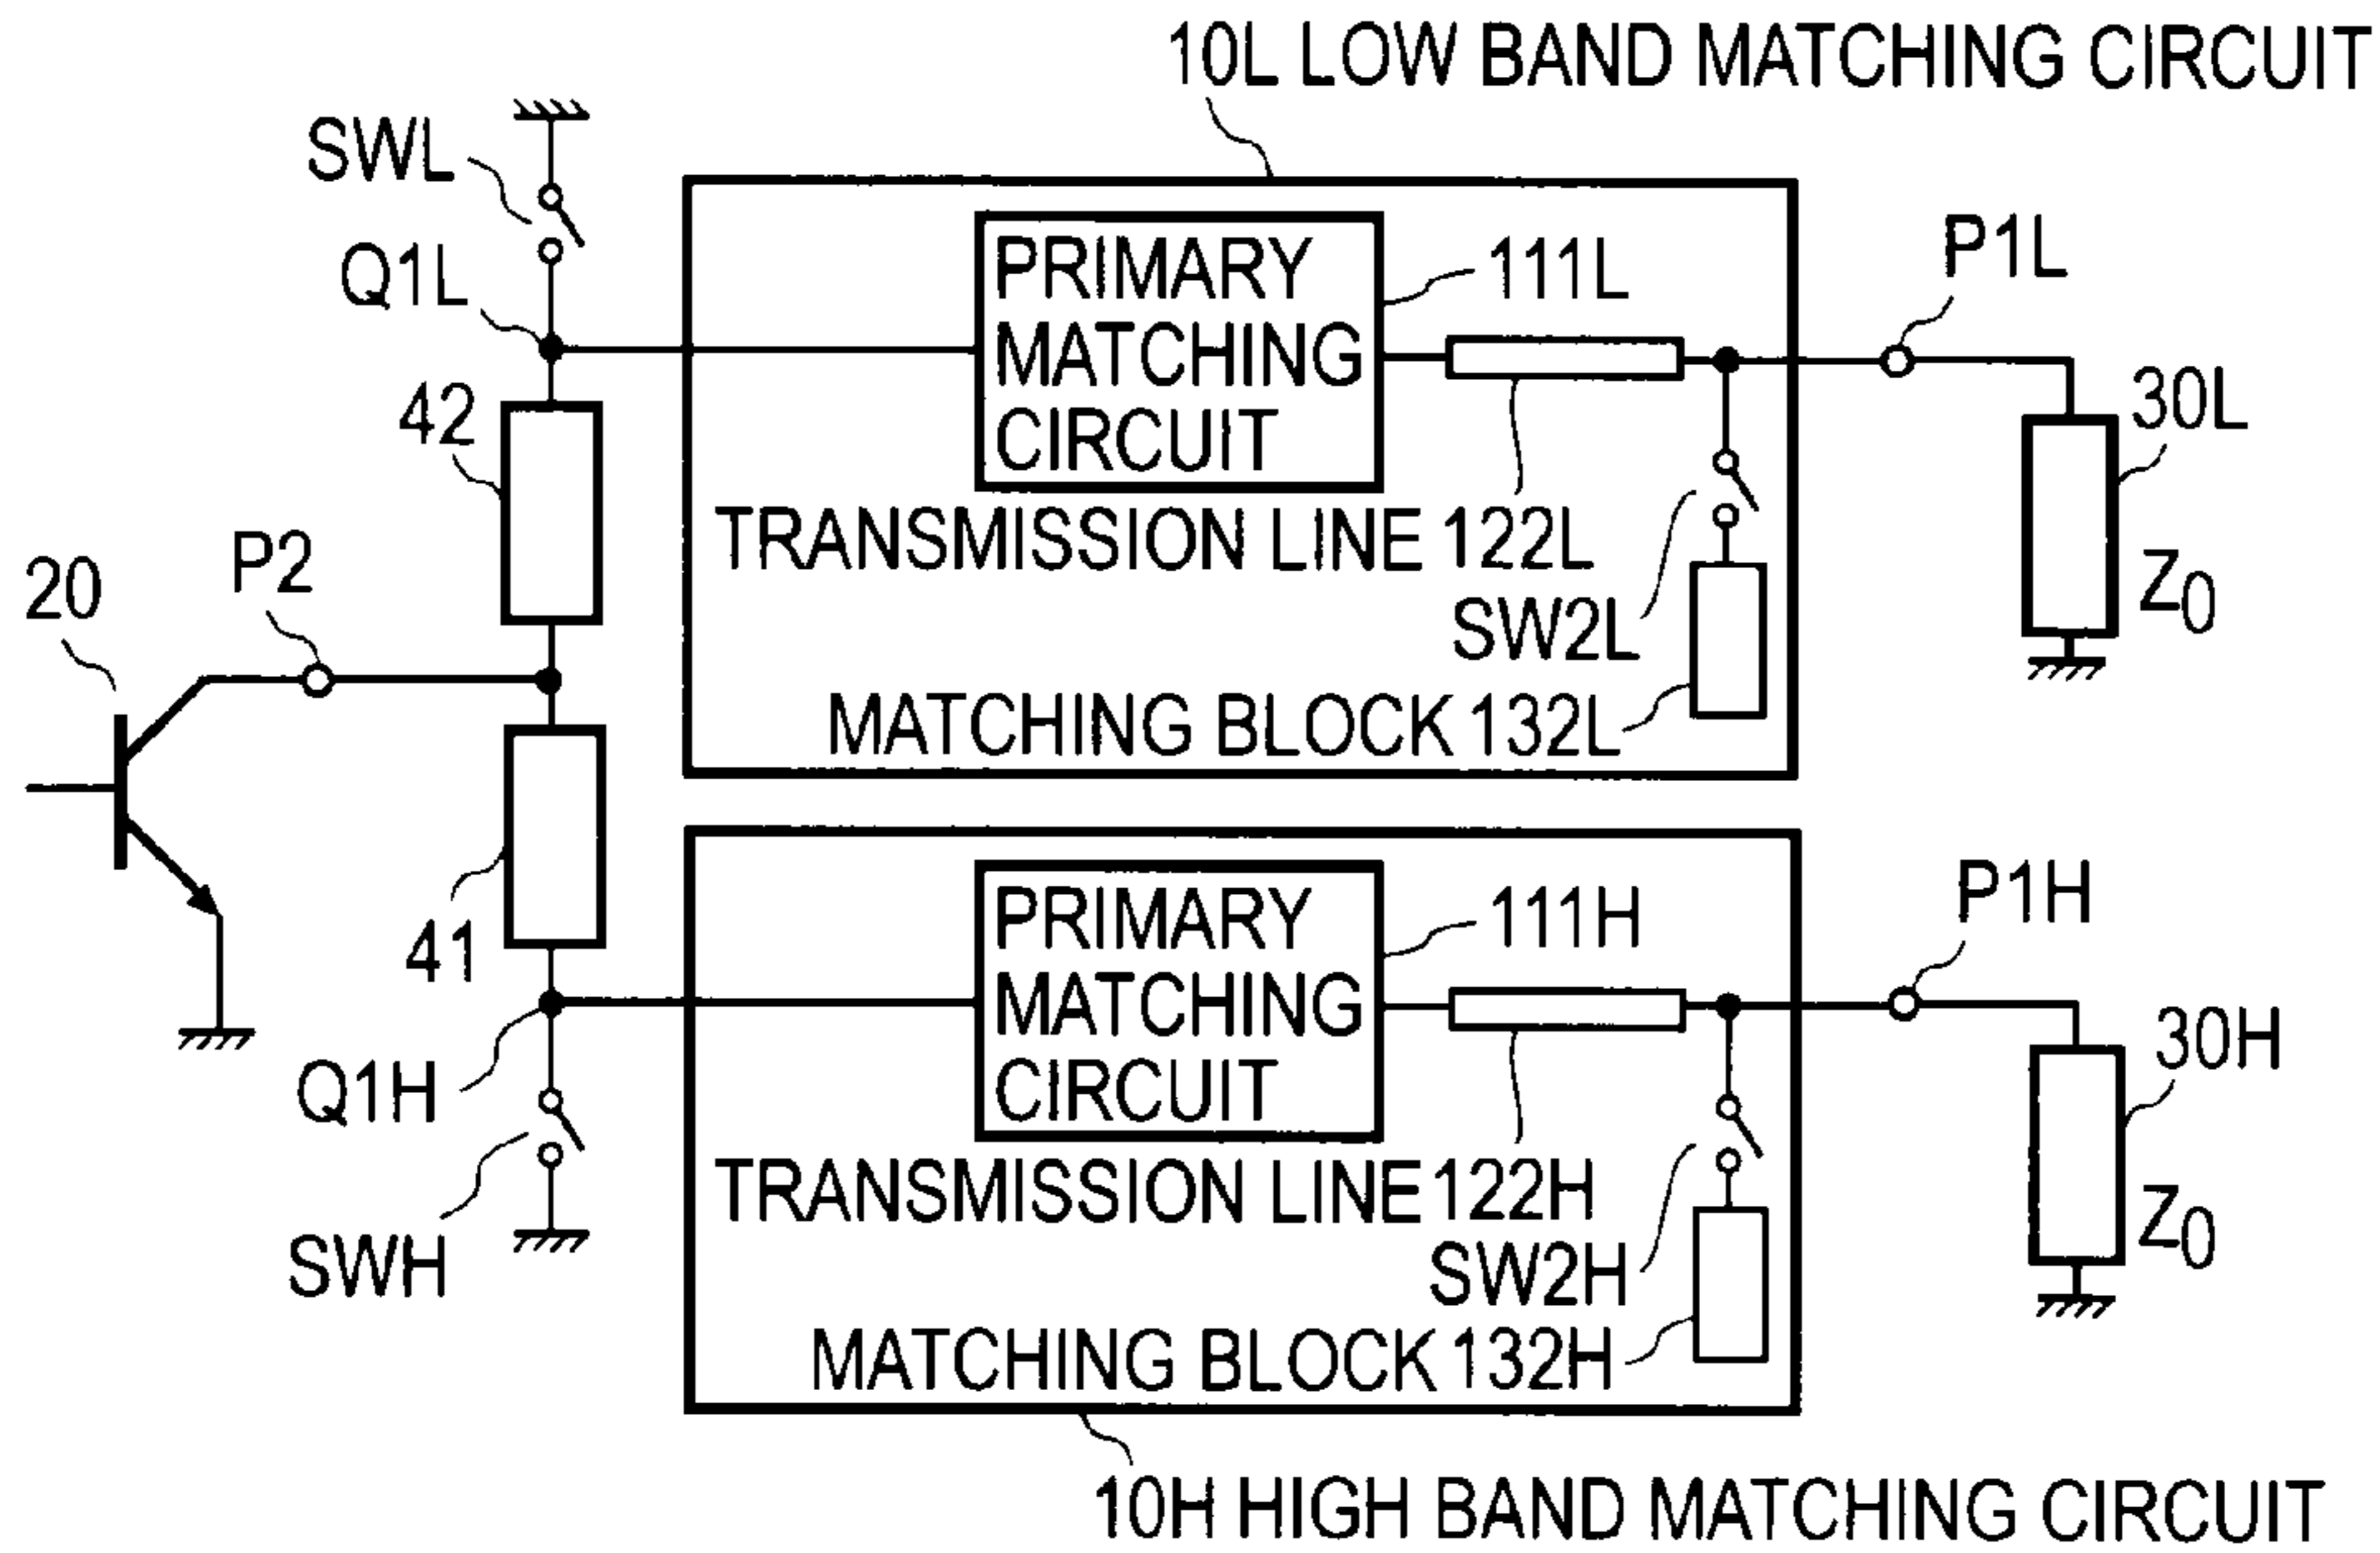 10L LOW BAND MATCHING CIRCUIT
SWL
Q1L
PRIMARY
MATCHING
CIRCUIT
111L
P1L
42
30L
TRANSMISSION LINE 122L
20
P2
SW2L
Z0
MATCHING BLOCK 132L
41
PRIMARY
MATCHING
CIRCUIT
111H
P1H
Q1H
30H
TRANSMISSION LINE 122H
SWH
SW2H
Z0
MATCHING BLOCK 132H
10H HIGH BAND MATCHING CIRCUIT